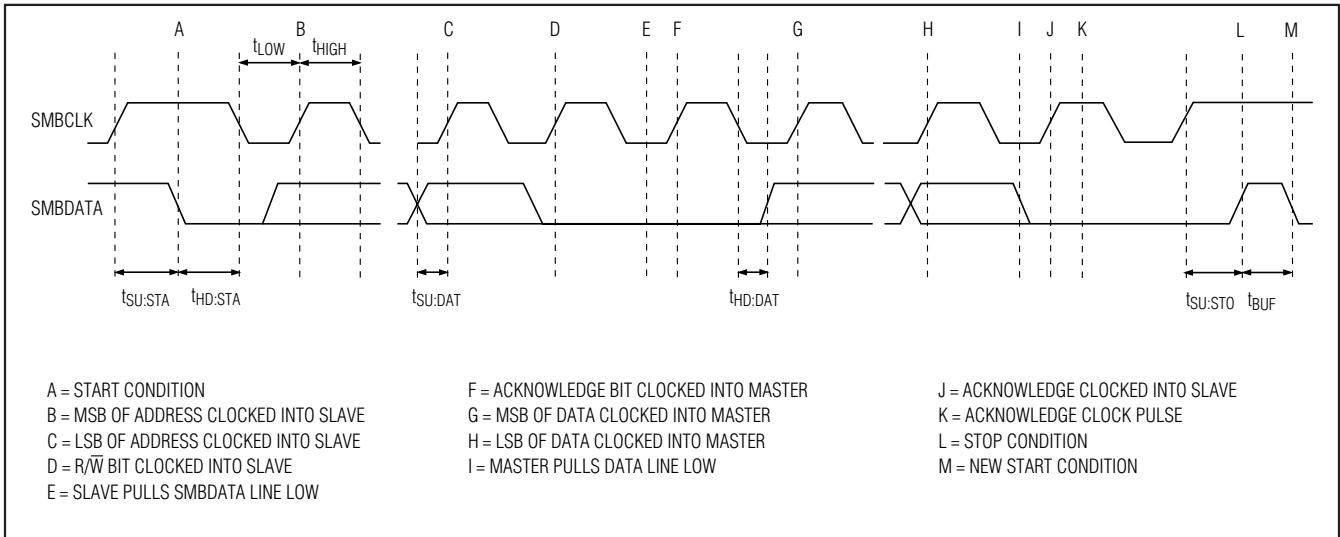 A B C D E F G H I J K L M
tLOW tHIGH
SMBCLK
SMBDATA
tSU:STA tHD:STA tSU:DAT tHD:DAT tSU:STO tBUF
A = START CONDITION
B = MSB OF ADDRESS CLOCKED INTO SLAVE
C = LSB OF ADDRESS CLOCKED INTO SLAVE
D = R/W̅ BIT CLOCKED INTO SLAVE
E = SLAVE PULLS SMBDATA LINE LOW
F = ACKNOWLEDGE BIT CLOCKED INTO MASTER
G = MSB OF DATA CLOCKED INTO MASTER
H = LSB OF DATA CLOCKED INTO MASTER
I = MASTER PULLS DATA LINE LOW
J = ACKNOWLEDGE CLOCKED INTO SLAVE
K = ACKNOWLEDGE CLOCK PULSE
L = STOP CONDITION
M = NEW START CONDITION